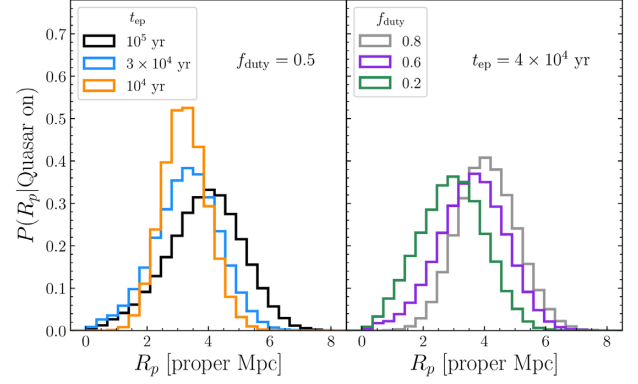 t_ep
10^5 yr
3 × 10^4 yr
10^4 yr
f_duty = 0.5
f_duty
0.8
0.6
0.2
t_ep = 4 × 10^4 yr
P(R_p|Quasar on)
0.7
0.6
0.5
0.4
0.3
0.2
0.1
0.0
0 2 4 6 8
0 2 4 6 8
R_p [proper Mpc]
R_p [proper Mpc]